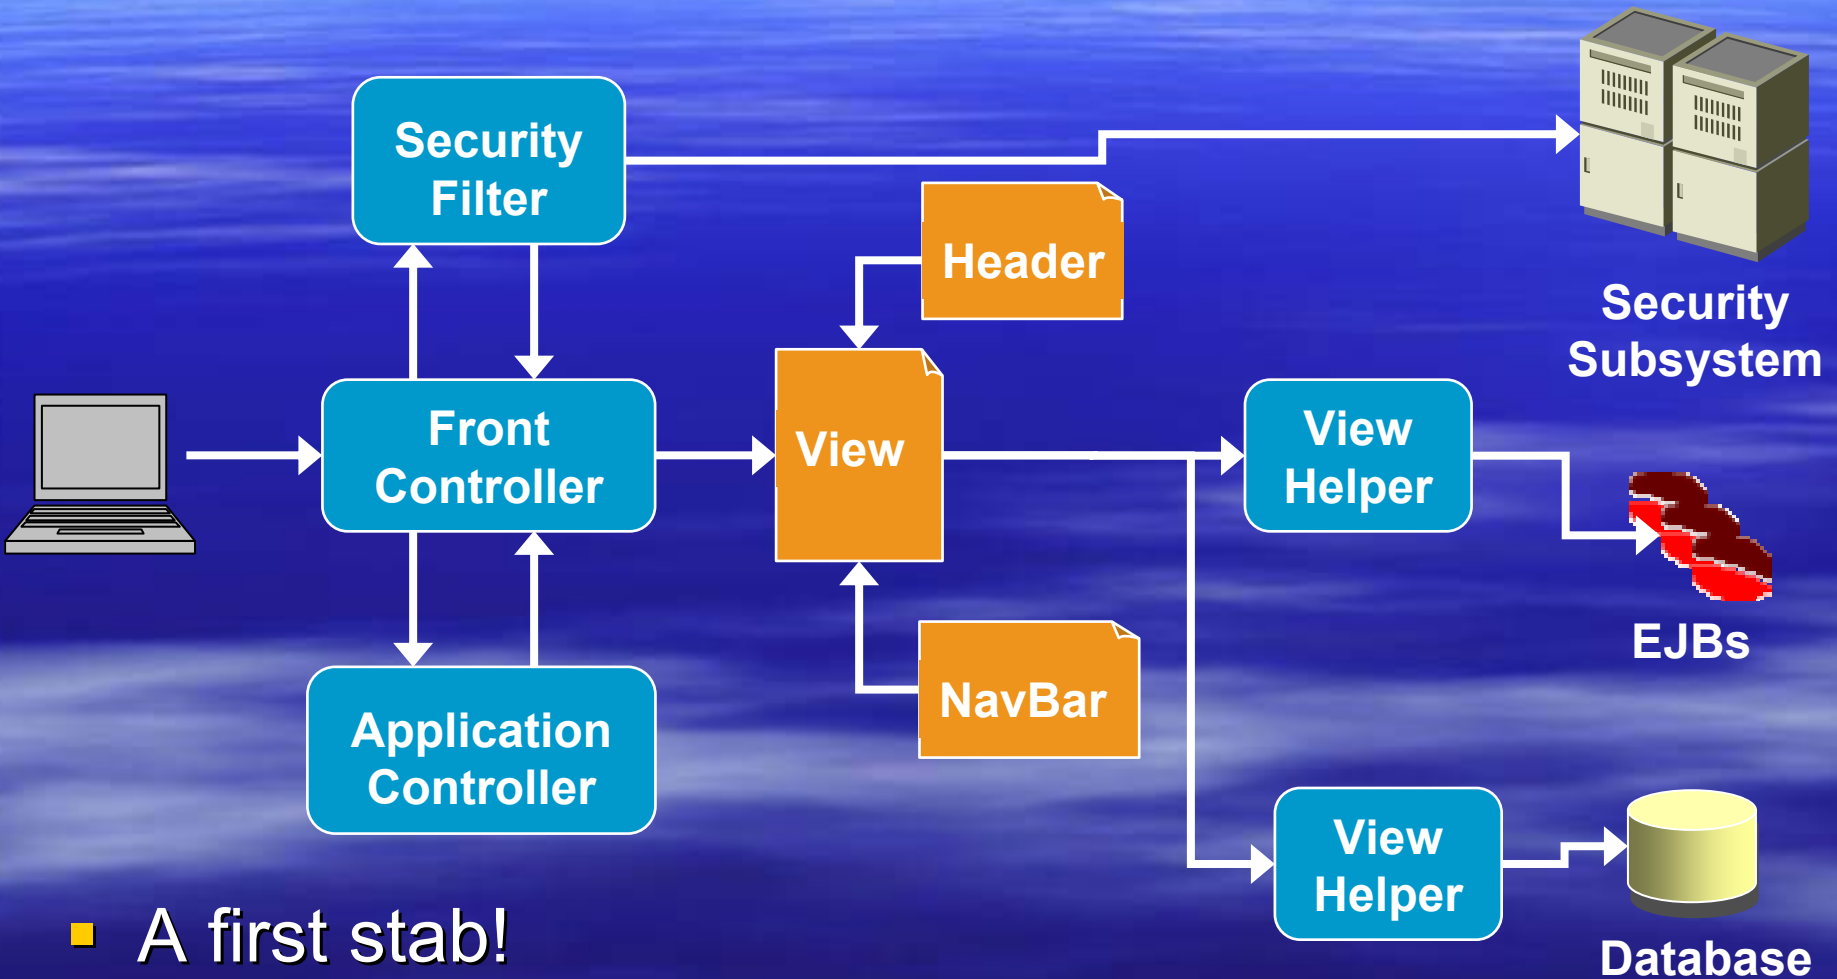 Security
Filter
Header
Security
Subsystem
Front
Controller
View
View
Helper
EJBs
NavBar
Application
Controller
View
Helper
Database
▪ A first stab!